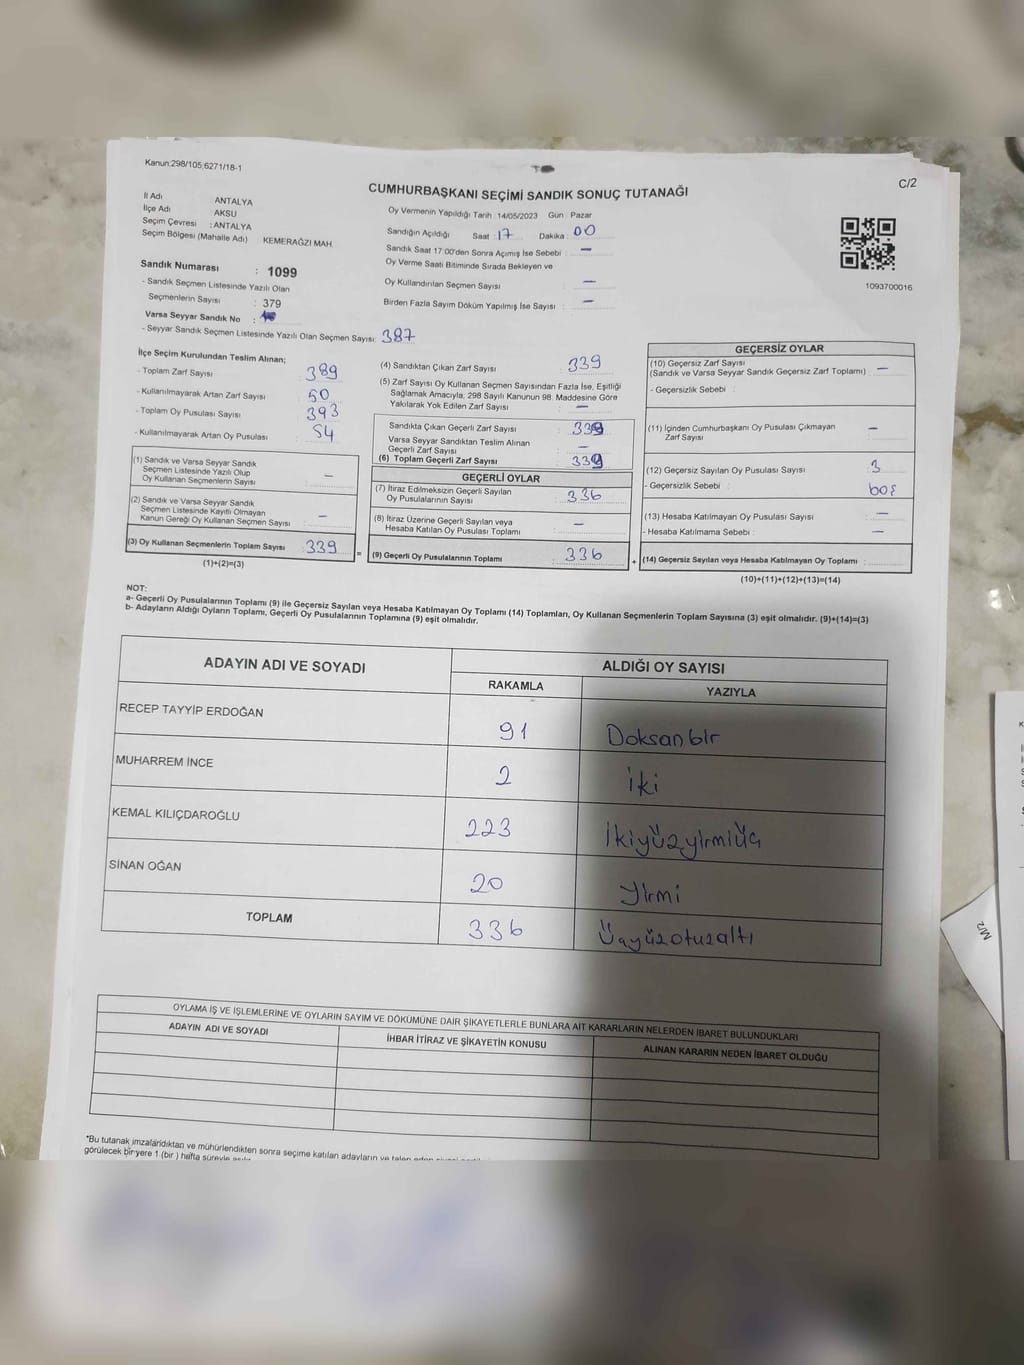 Kanun:298/105,6271/18-1
C/2
CUMHURBAŞKANI SEÇİMİ SANDIK SONUÇ TUTANAĞI
İl Adı ANTALYA
İlçe Adı AKSU
Seçim Çevresi : ANTALYA
Seçim Bölgesi (Mahalle Adı) : KEMERAĞZI MAH.
Oy Vermenin Yapıldığı Tarih : 14/05/2023 Gün : Pazar
Sandığın Açıldığı Saat : 17 Dakika : 00
Sandık Saat 17:00'den Sonra Açımış İse Sebebi : -
Oy Verme Saati Bitiminde Sırada Bekleyen ve
Oy Kullandırılan Seçmen Sayısı : -
Birden Fazla Sayım Döküm Yapılmış İse Sayısı : -
1093700016
Sandık Numarası : 1099
- Sandık Seçmen Listesinde Yazılı Olan
Seçmenlerin Sayısı : 379
Varsa Seyyar Sandık No :
- Seyyar Sandık Seçmen Listesinde Yazılı Olan Seçmen Sayısı: 387
İlçe Seçim Kurulundan Teslim Alınan;
- Toplam Zarf Sayısı : 389
- Kullanılmayarak Artan Zarf Sayısı : 50
- Toplam Oy Pusulası Sayısı : 393
- Kullanılmayarak Artan Oy Pusulası : 54
(1) Sandık ve Varsa Seyyar Sandık
Seçmen Listesinde Yazılı Olup
Oy Kullanan Seçmenlerin Sayısı : -
(2) Sandık ve Varsa Seyyar Sandık
Seçmen Listesinde Kayıtlı Olmayan
Kanun Gereği Oy Kullanan Seçmen Sayısı : -
(3) Oy Kullanan Seçmenlerin Toplam Sayısı : 339
(1)+(2)=(3)
=
(4) Sandıktan Çıkan Zarf Sayısı : 339
(5) Zarf Sayısı Oy Kullanan Seçmen Sayısından Fazla İse, Eşitliği
Sağlamak Amacıyla, 298 Sayılı Kanunun 98. Maddesine Göre
Yakılarak Yok Edilen Zarf Sayısı : -
Sandıkta Çıkan Geçerli Zarf Sayısı : 339
Varsa Seyyar Sandıktan Teslim Alınan
Geçerli Zarf Sayısı : -
(6) Toplam Geçerli Zarf Sayısı : 339
GEÇERLİ OYLAR
(7) İtiraz Edilmeksizin Geçerli Sayılan
Oy Pusulalarının Sayısı : 336
(8) İtiraz Üzerine Geçerli Sayılan veya
Hesaba Katılan Oy Pusulası Toplamı : -
(9) Geçerli Oy Pusulalarının Toplamı : 336
+
GEÇERSİZ OYLAR
(10) Geçersiz Zarf Sayısı
(Sandık ve Varsa Seyyar Sandık Geçersiz Zarf Toplamı) : -
- Geçersizlik Sebebi :
(11) İçinden Cumhurbaşkanı Oy Pusulası Çıkmayan
Zarf Sayısı : -
(12) Geçersiz Sayılan Oy Pusulası Sayısı : 3
- Geçersizlik Sebebi : boş
(13) Hesaba Katılmayan Oy Pusulası Sayısı : -
- Hesaba Katılmama Sebebi : -
(14) Geçersiz Sayılan veya Hesaba Katılmayan Oy Toplamı :
(10)+(11)+(12)+(13)=(14)
NOT:
a- Geçerli Oy Pusulalarının Toplamı (9) ile Geçersiz Sayılan veya Hesaba Katılmayan Oy Toplamı (14) Toplamları, Oy Kullanan Seçmenlerin Toplam Sayısına (3) eşit olmalıdır. (9)+(14)=(3)
b- Adayların Aldığı Oyların Toplamı, Geçerli Oy Pusulalarının Toplamına (9) eşit olmalıdır.
ADAYIN ADI VE SOYADI ALDIĞI OY SAYISI
RAKAMLA YAZIYLA
RECEP TAYYİP ERDOĞAN 91 Doksan bir
MUHARREM İNCE 2 İki
KEMAL KILIÇDAROĞLU 223 İkiyüzyirmiüç
SİNAN OĞAN 20 Yirmi
TOPLAM 336 Üçyüzotuzaltı
OYLAMA İŞ VE İŞLEMLERİNE VE OYLARIN SAYIM VE DÖKÜMÜNE DAİR ŞİKAYETLERLE BUNLARA AİT KARARLARIN NELERDEN İBARET BULUNDUKLARI
ADAYIN ADI VE SOYADI İHBAR İTİRAZ VE ŞİKAYETİN KONUSU ALINAN KARARIN NEDEN İBARET OLDUĞU
*Bu tutanak imzalandıktan ve mühürlendikten sonra seçime katılan adayların ve talep eden
görülecek bir yere 1 (bir ) hafta süreyle
M/2